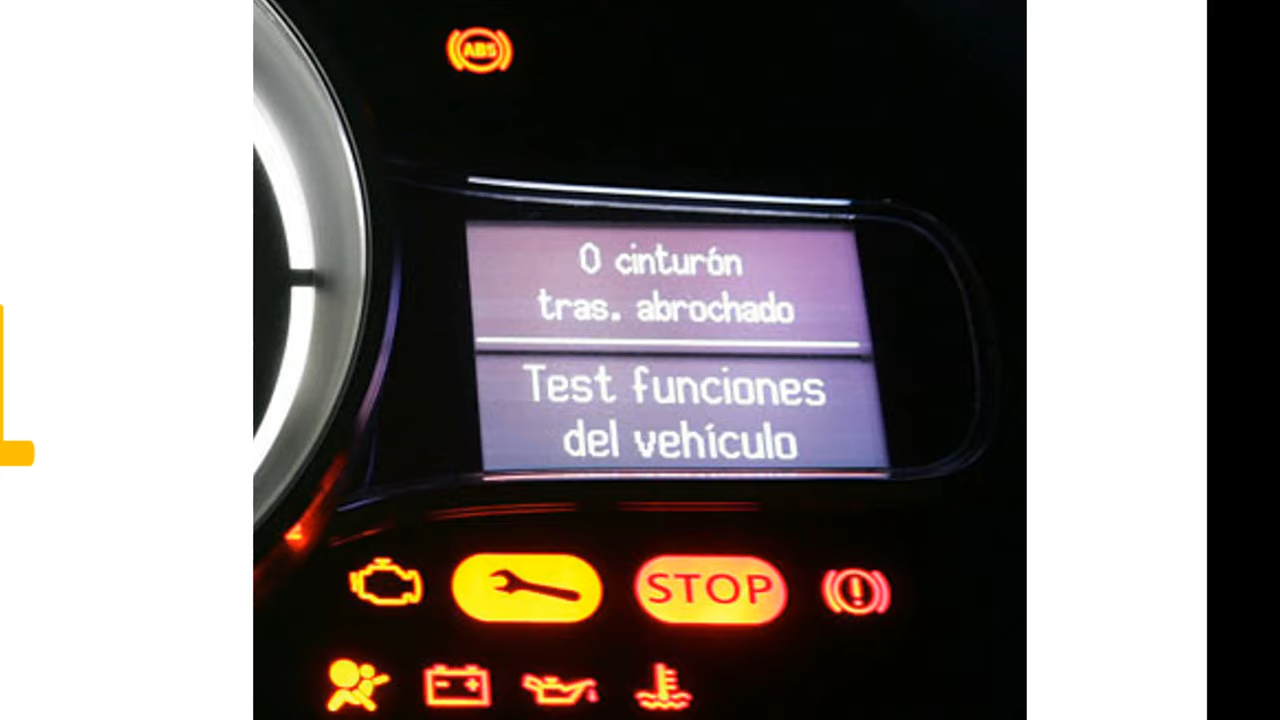 ABS
0 cinturón
tras. abrochado
Test funciones
del vehículo
STOP